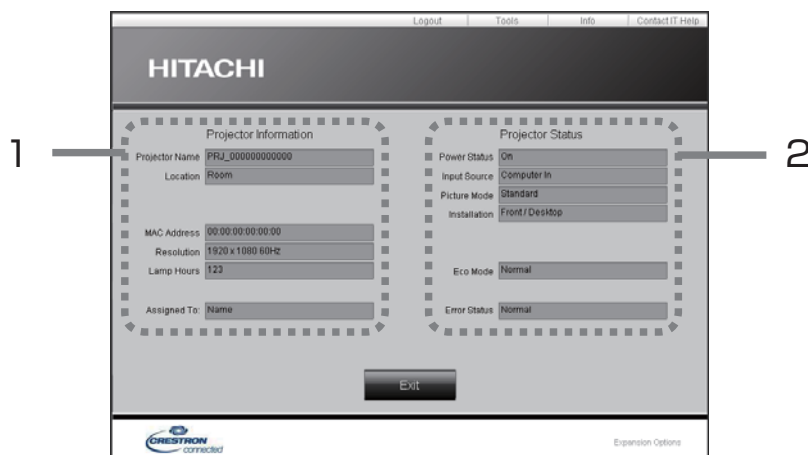 Logout Tools Info Contact IT Help
HITACHI
1
Projector Information
Projector Name PRJ_000000000000
Location Room
MAC Address 00:00:00:00:00:00
Resolution 1920 x 1080 60Hz
Lamp Hours 123
Assigned To: Name
2
Projector Status
Power Status On
Input Source Computer In
Picture Mode Standard
Installation Front / Desktop
Eco Mode Normal
Error Status Normal
Exit
CRESTRON
connected
Expansion Options